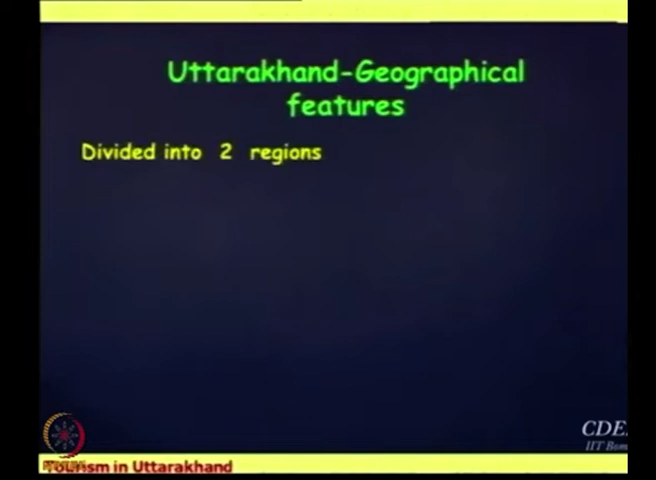 Uttarakhand-Geographical
features
Divided into 2 regions
CDE
IIT Bom
Tourism in Uttarakhand